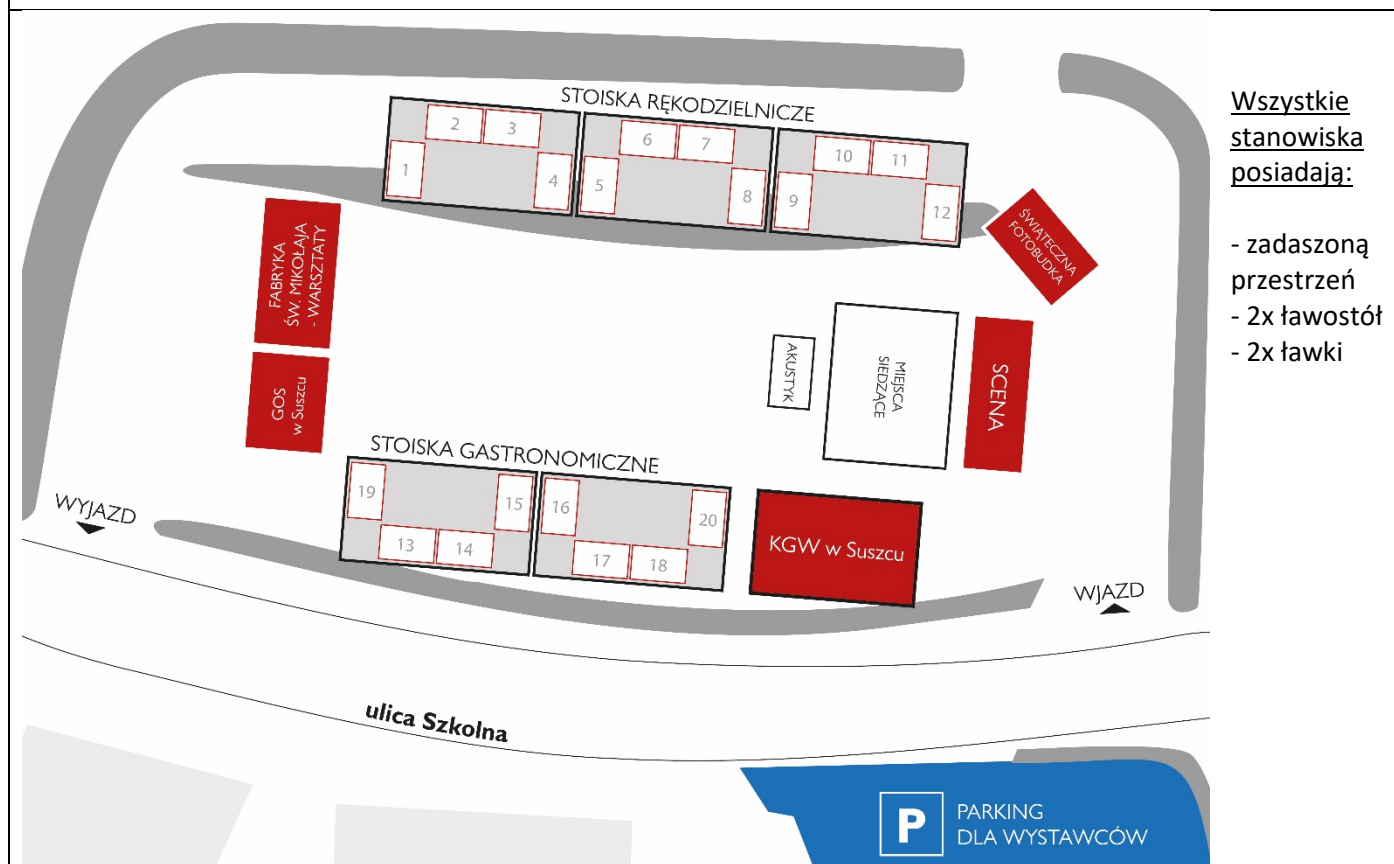 STOISKA RĘKODZIELNICZE
1
2
3
4
5
6
7
8
9
10
11
12
ŚWIĄTECZNA
FOTOBUDKA
FABRYKA
ŚW. MIKOŁAJA
- WARSZTATY
GOS
w Suszcu
AKUSTYK
MIEJSCA
SIEDZĄCE
SCENA
STOISKA GASTRONOMICZNE
19
13
14
15
16
17
18
20
KGW w Suszcu
WYJAZD
WJAZD
ulica Szkolna
P
PARKING
DLA WYSTAWCÓW
Wszystkie
stanowiska
posiadają:
- zadaszoną
przestrzeń
- 2x ławostół
- 2x ławki